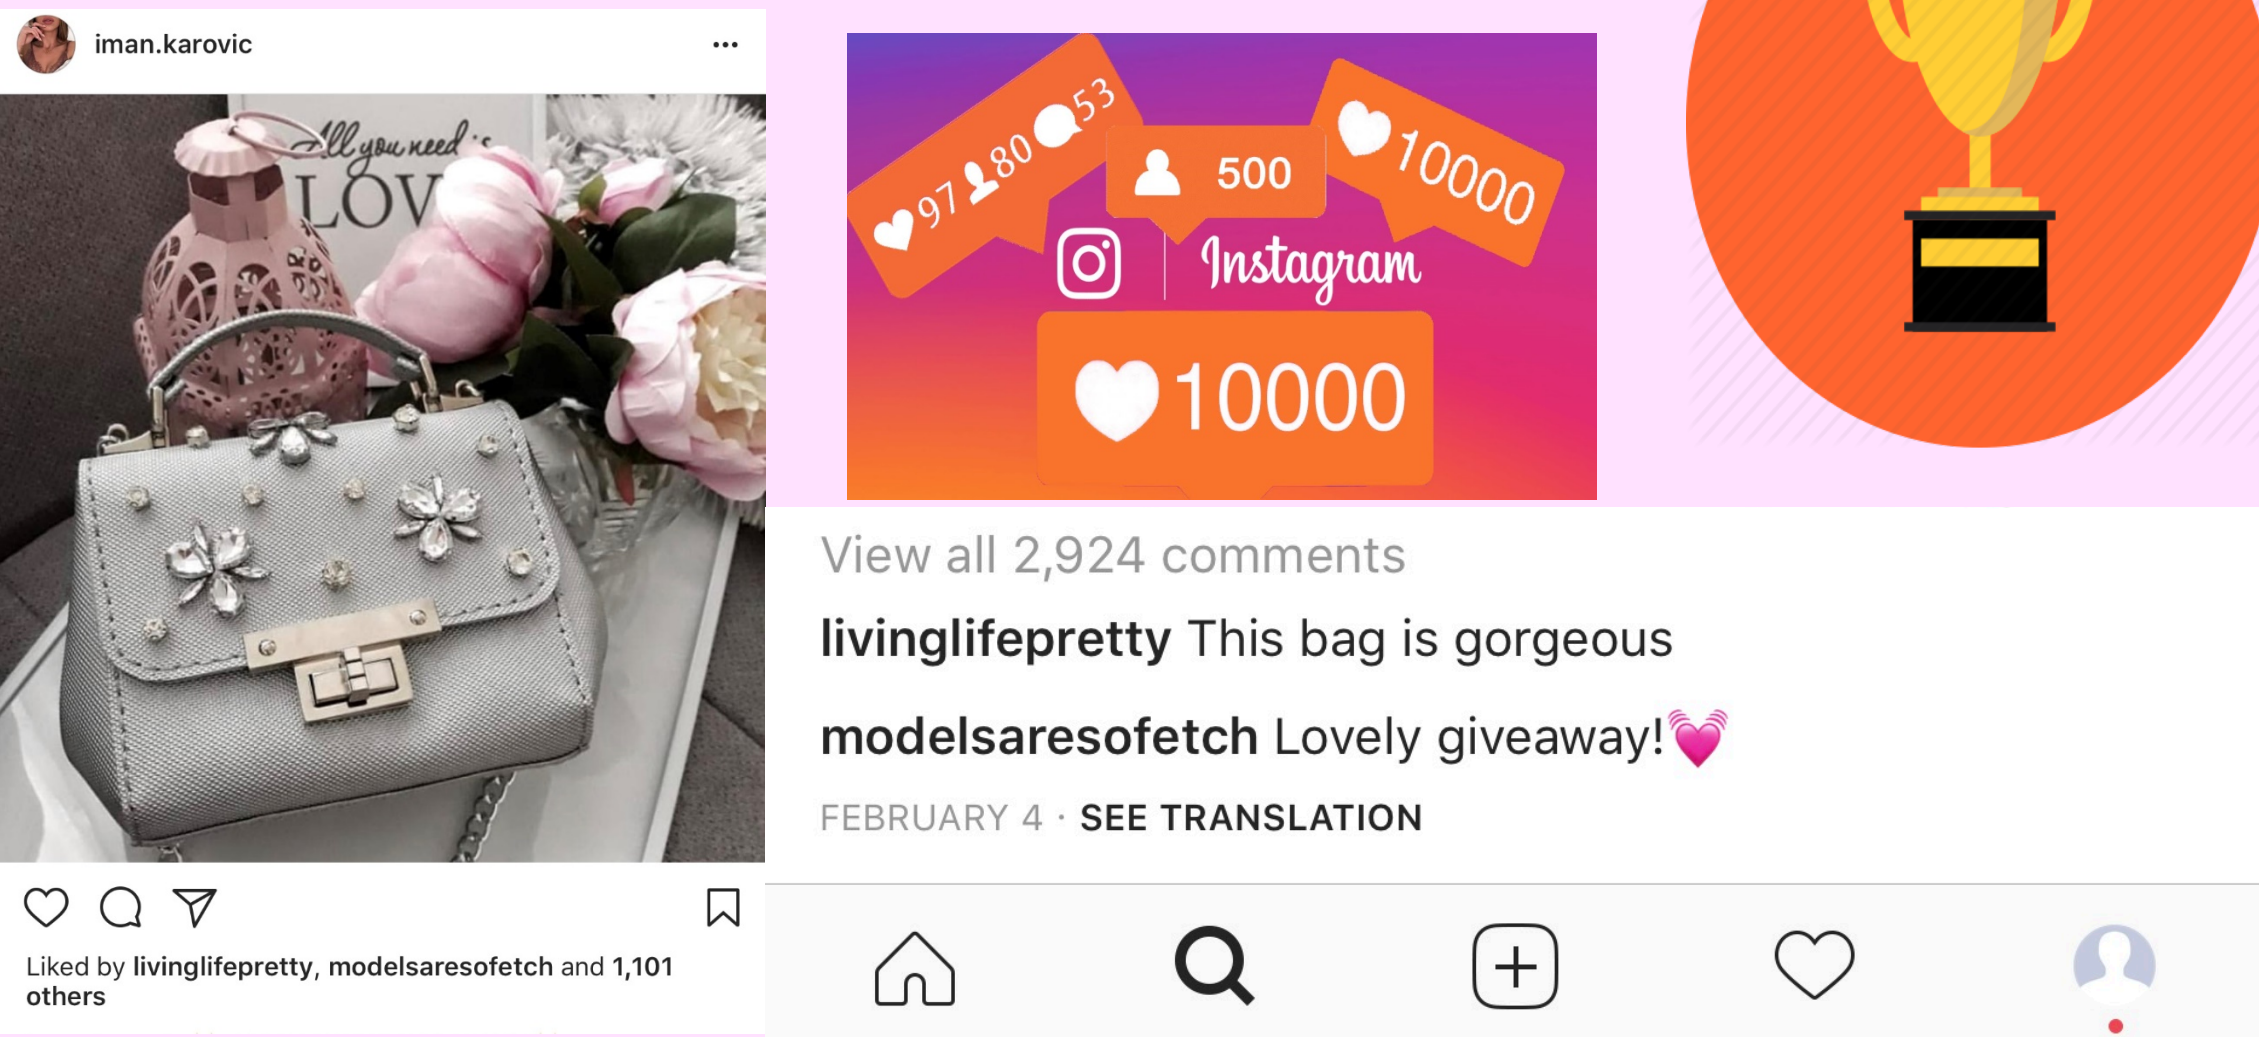 iman.karovic
All you need is
LOV
Liked by livinglifepretty, modelsaresofetch and 1,101
others
97 80 53
500
10000
Instagram
10000
View all 2,924 comments
livinglifepretty This bag is gorgeous
modelsaresofetch Lovely giveaway!💓
FEBRUARY 4 · SEE TRANSLATION